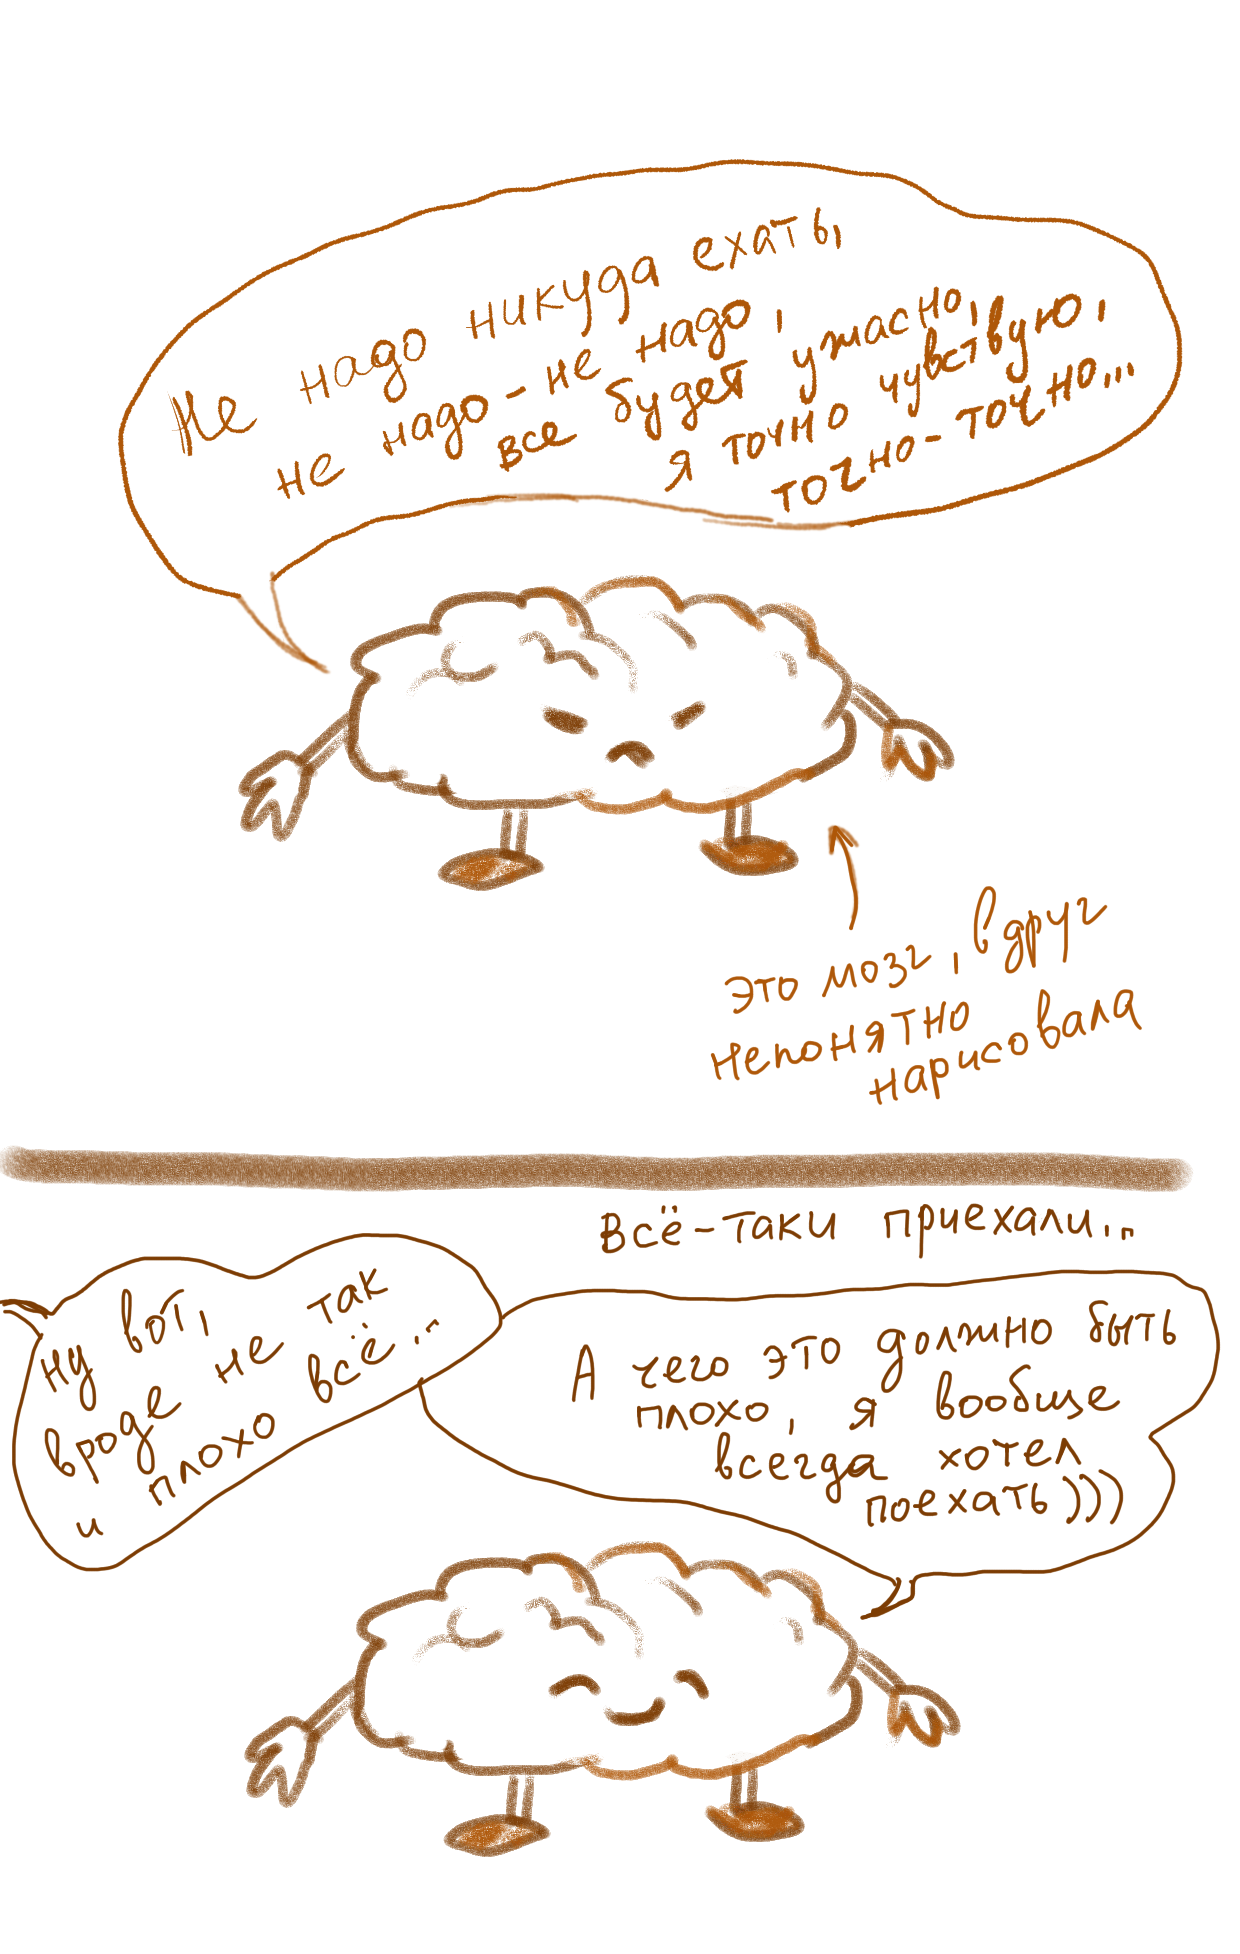 Не надо никуда ехать,
не надо-не надо,
все будет ужасно,
я точно чувствую,
точно-точно...
это мозг, вдруг
непонятно
нарисовала
Всё-таки приехали...
ну вот,
вроде не так
и плохо всё...
А чего это должно быть
плохо, я вообще
всегда хотел
поехать)))